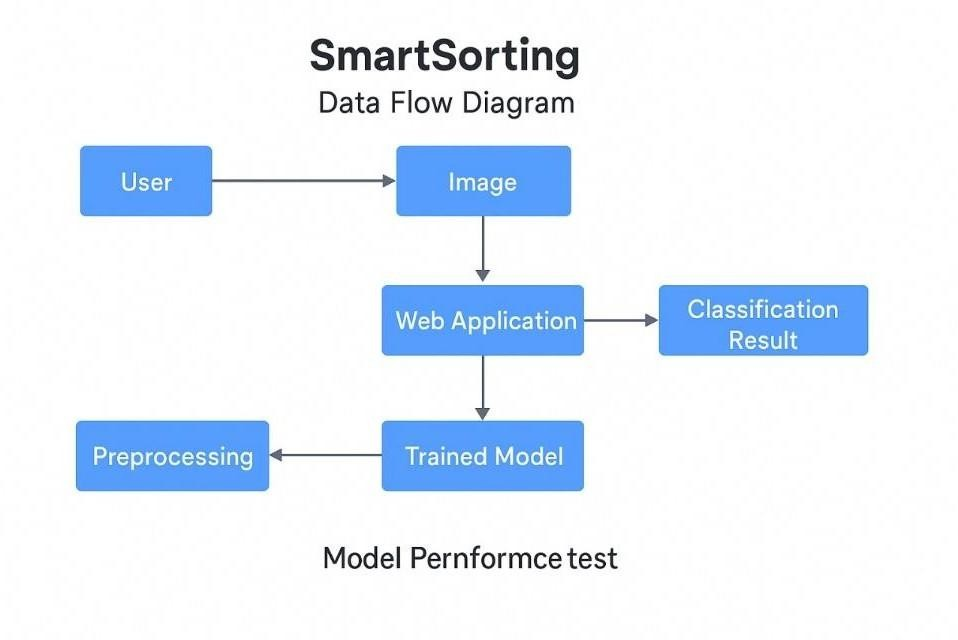 SmartSorting
Data Flow Diagram
User
Image
Web Application
Classification
Result
Preprocessing
Trained Model
Model Pernformce test